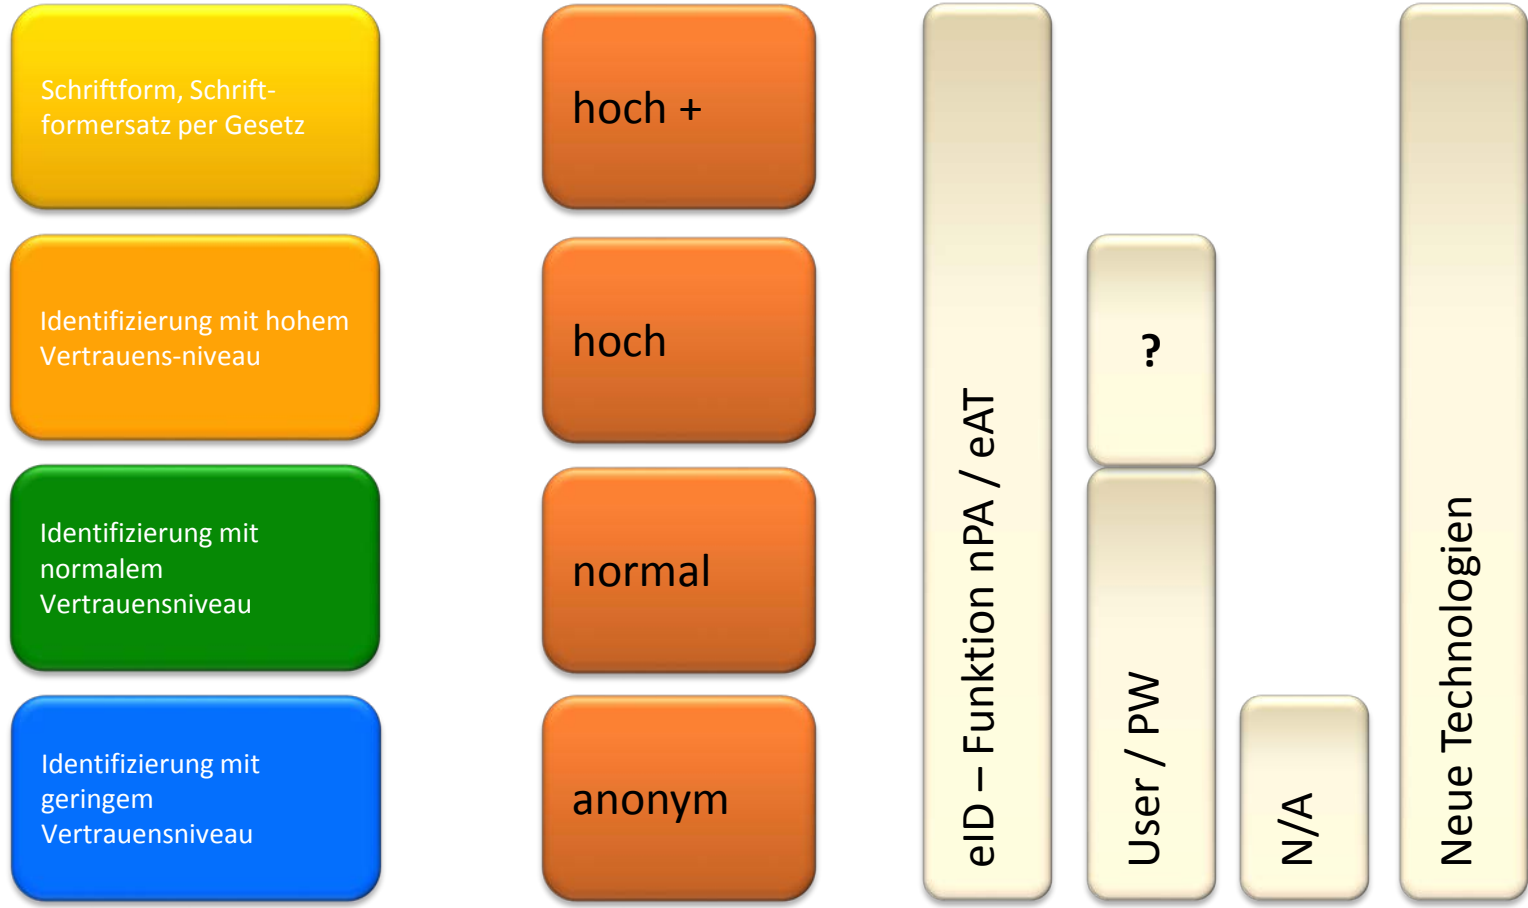 Schriftform, Schrift-
formersatz per Gesetz
hoch +
Identifizierung mit hohem
Vertrauens-niveau
hoch
Identifizierung mit
normalem
Vertrauensniveau
normal
Identifizierung mit
geringem
Vertrauensniveau
anonym
eID – Funktion nPA / eAT
?
User / PW
N/A
Neue Technologien